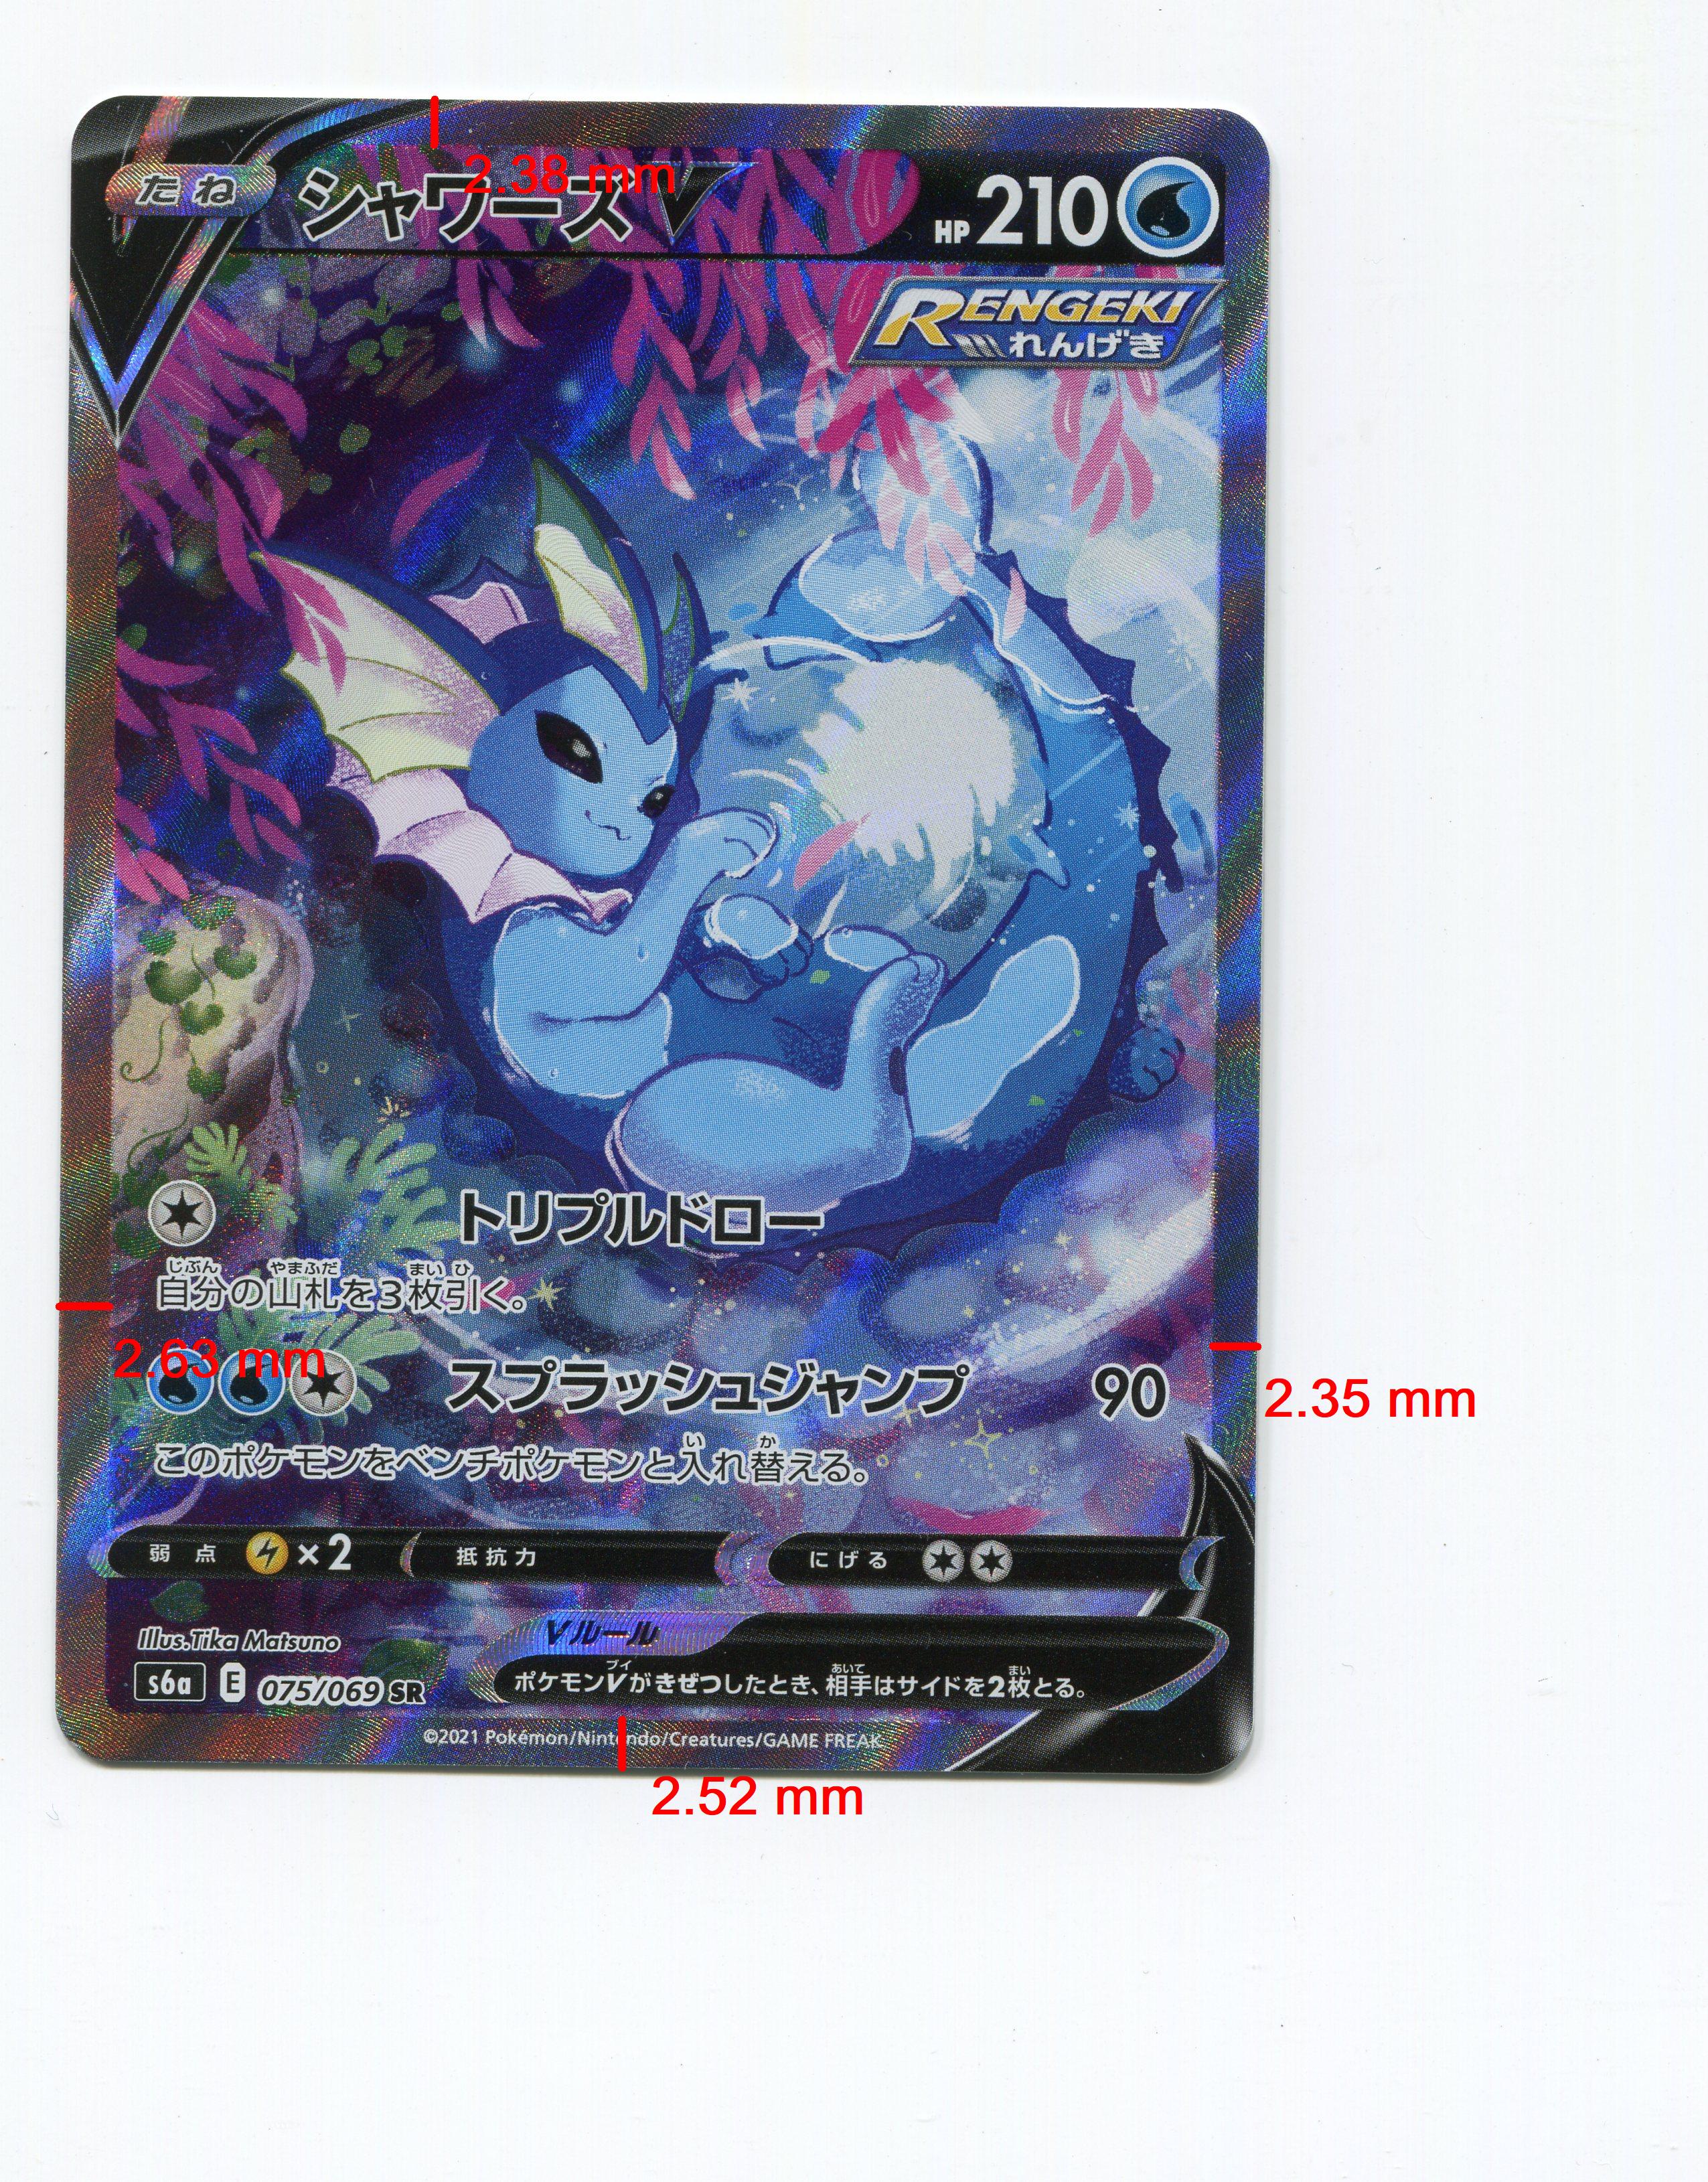 2.38 mm
たね シャワーズV HP 210
RENGEKI
れんげき
トリプルドロー
じぶん やまふだ まい ひ
自分の山札を3枚引く。
2.63 mm
スプラッシュジャンプ 90
2.35 mm
い か
このポケモンをベンチポケモンと入れ替える。
弱点 ×2 抵抗力 にげる
Illus.Tika Matsuno
Vルール
s6a E 075/069 SR
ブイ あいて まい
ポケモンVがきぜつしたとき、相手はサイドを2枚とる。
©2021 Pokémon/Nintendo/Creatures/GAME FREAK
2.52 mm